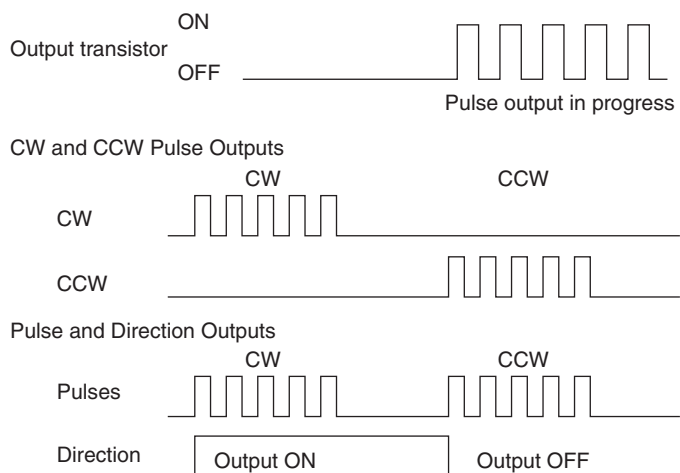 ON
Output transistor
OFF
Pulse output in progress
CW and CCW Pulse Outputs
CW CCW
CW
CCW
Pulse and Direction Outputs
CW CCW
Pulses
Direction Output ON Output OFF